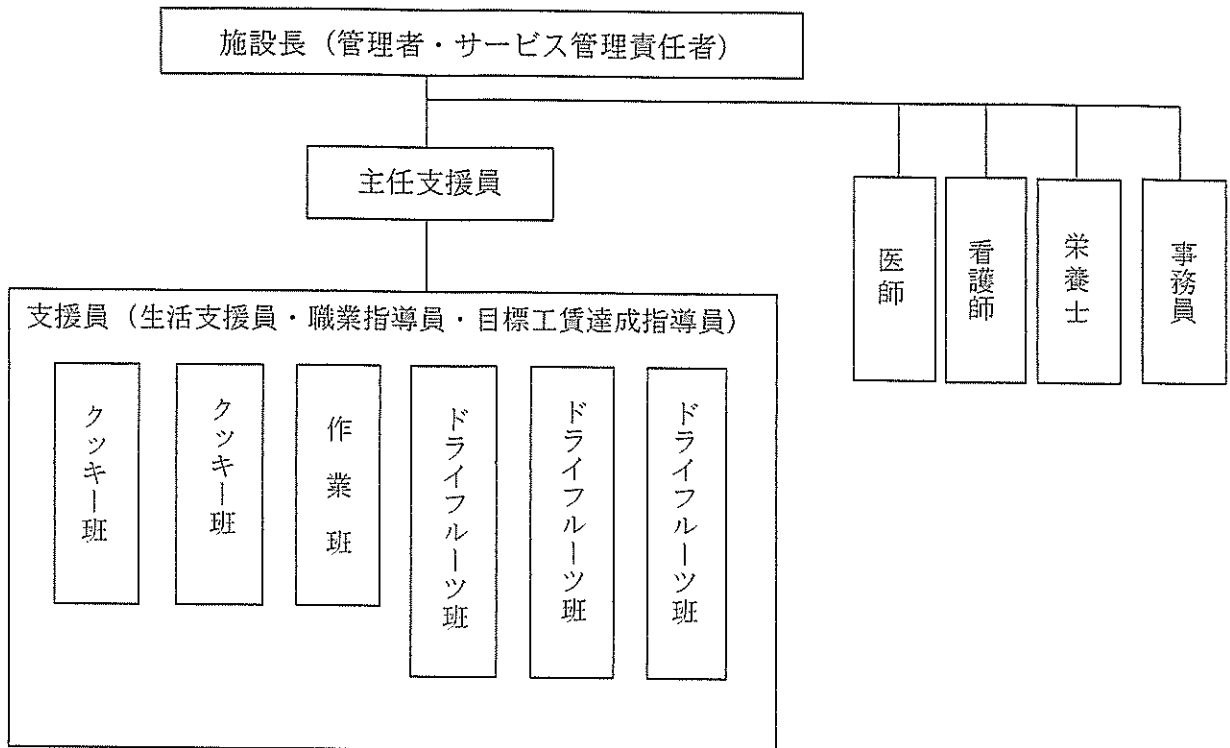 施設長（管理者・サービス管理責任者）
主任支援員
医師
看護師
栄養士
事務員
支援員（生活支援員・職業指導員・目標工賃達成指導員）
クッキー班
クッキー班
作業班
ドライフルーツ班
ドライフルーツ班
ドライフルーツ班